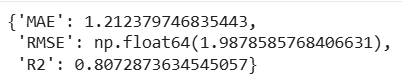 {'MAE': 1.212379746835443,
'RMSE': np.float64(1.9878585768406631),
'R2': 0.8072873634545057}